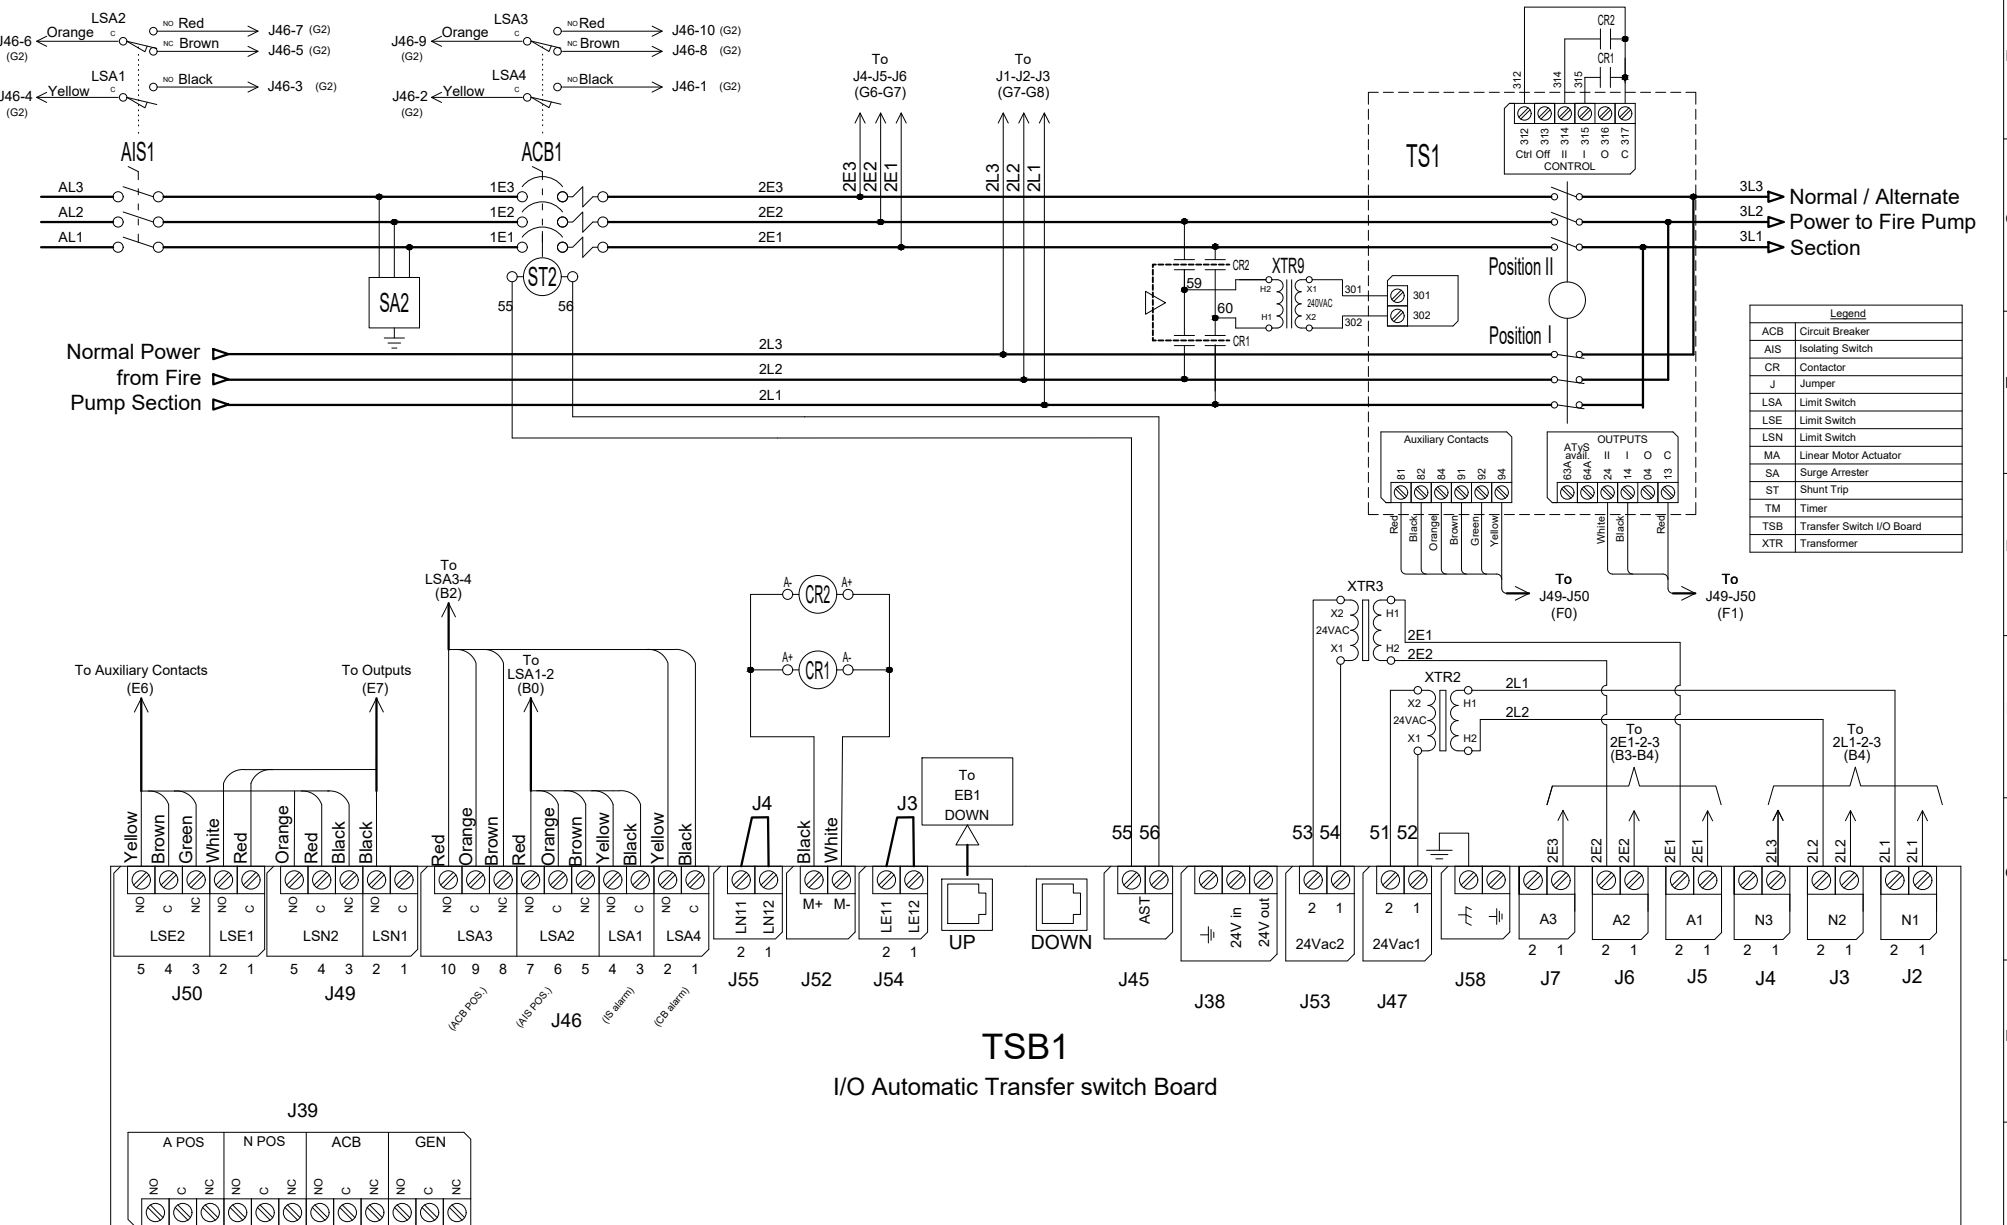 LSA2
NO Red
J46-7 (G2)
J46-6
(G2)
Orange
C
NC Brown
J46-5 (G2)
LSA1
NO Black
J46-3 (G2)
J46-4
(G2)
Yellow
C
LSA3
NO Red
J46-10 (G2)
J46-9
(G2)
Orange
C
NC Brown
J46-8 (G2)
LSA4
NO Black
J46-1 (G2)
J46-2
(G2)
Yellow
C
AIS1
ACB1
To
J4-J5-J6
(G6-G7)
To
J1-J2-J3
(G7-G8)
2E3
2E2
2E1
2L3
2L2
2L1
CR2
CR1
312
314
315
TS1
312
313
314
315
316
317
Ctrl Off II I O C
CONTROL
AL3
AL2
AL1
1E3
1E2
1E1
2E3
2E2
2E1
3L3
3L2
3L1
Normal / Alternate
Power to Fire Pump
Section
SA2
ST2
55
56
CR2
59
60
CR1
XTR9
H2
H1
X1
240VAC
X2
301
302
301
302
Position II
Position I
Normal Power
from Fire
Pump Section
2L3
2L2
2L1
Legend
ACB Circuit Breaker
AIS Isolating Switch
CR Contactor
J Jumper
LSA Limit Switch
LSE Limit Switch
LSN Limit Switch
MA Linear Motor Actuator
SA Surge Arrester
ST Shunt Trip
TM Timer
TSB Transfer Switch I/O Board
XTR Transformer
Auxiliary Contacts
81
82
84
91
92
94
Red
Black
Orange
Brown
Green
Yellow
To
J49-J50
(F0)
OUTPUTS
ATyS
avail.
II I O C
63A
64A
24
14
04
13
White
Black
Red
To
J49-J50
(F1)
To
LSA3-4
(B2)
To
LSA1-2
(B0)
To Auxiliary Contacts
(E6)
To Outputs
(E7)
A-
CR2
A+
A+
CR1
A-
XTR3
X2
24VAC
X1
H1
H2
2E1
2E2
XTR2
X2
24VAC
X1
H1
H2
2L1
2L2
To
2E1-2-3
(B3-B4)
To
2L1-2-3
(B4)
To
EB1
DOWN
J4
J3
Yellow
Brown
Green
White
Red
Orange
Red
Black
Black
Red
Orange
Brown
Red
Orange
Brown
Yellow
Black
Yellow
Black
Black
White
55 56
53 54
51 52
2E3
2E2
2E2
2E1
2E1
2L3
2L2
2L2
2L1
2L1
NO
C
NC
NO
C
NO
C
NC
NO
C
NO
C
NC
NO
C
NC
NO
C
NO
C
LSE2
LSE1
LSN2
LSN1
LSA3
LSA2
LSA1
LSA4
LN11
LN12
M+ M-
LE11
LE12
UP
DOWN
AST
24V in
24V out
2 1
24Vac2
2 1
24Vac1
A3
A2
A1
N3
N2
N1
5 4 3 2 1
5 4 3 2 1
10 9 8 7 6 5 4 3 2 1
2 1
2 1
2 1
2 1
2 1
2 1
2 1
2 1
J50
J49
(ACB POS.)
(AIS POS.)
J46
(IS alarm)
(CB alarm)
J55
J52
J54
J45
J38
J53
J47
J58
J7
J6
J5
J4
J3
J2
TSB1
I/O Automatic Transfer switch Board
J39
A POS
N POS
ACB
GEN
NO
C
NC
NO
C
NC
NO
C
NC
NO
C
NC